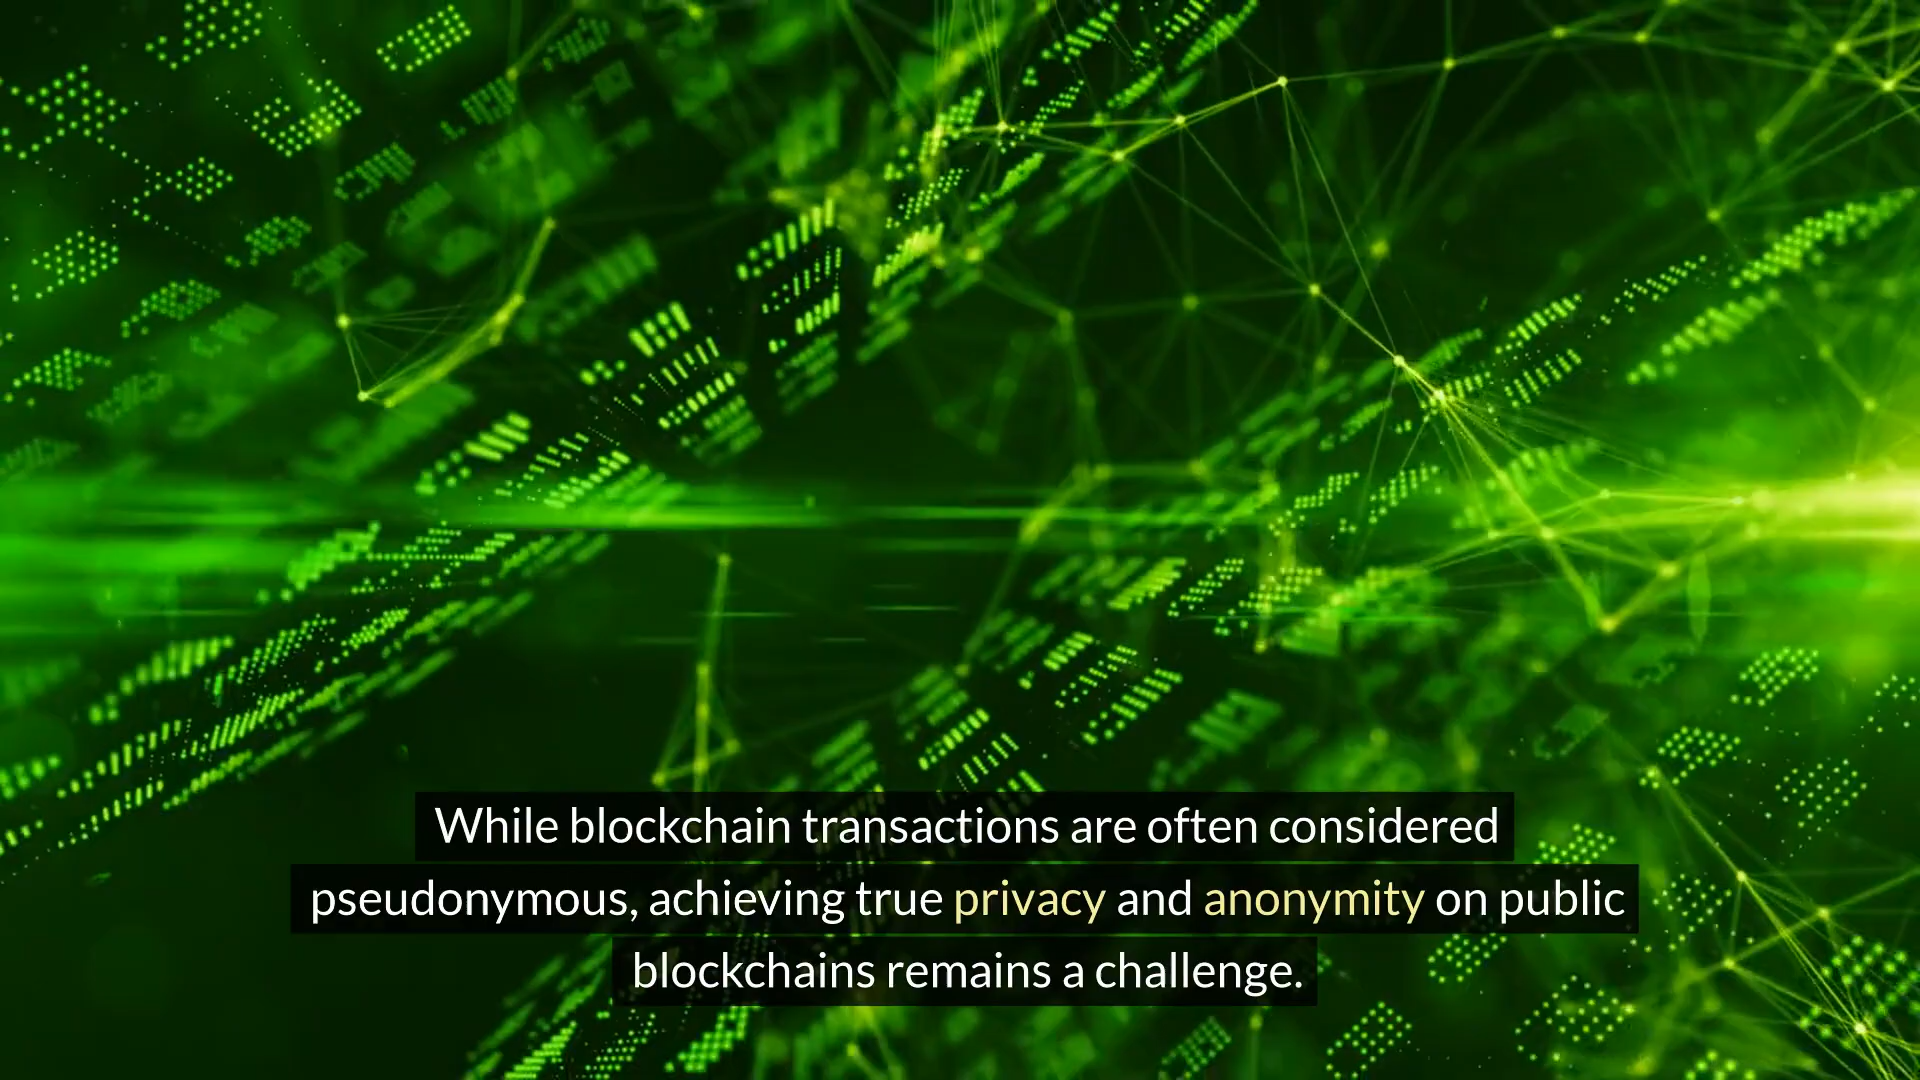 While blockchain transactions are often considered
pseudonymous, achieving true privacy and anonymity on public
blockchains remains a challenge.